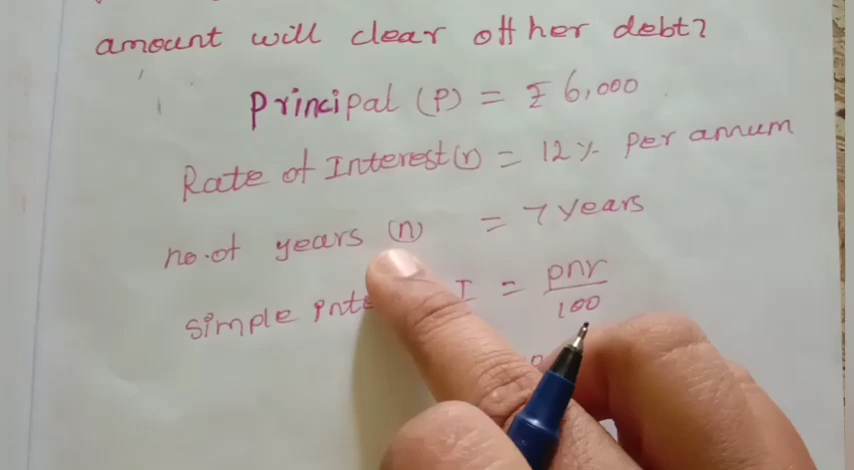 amount will clear off her debt?
Principal (P) = ₹ 6,000
Rate of Interest (r) = 12% Per annum
no. of years (n) = 7 years
Simple I = pnr
100